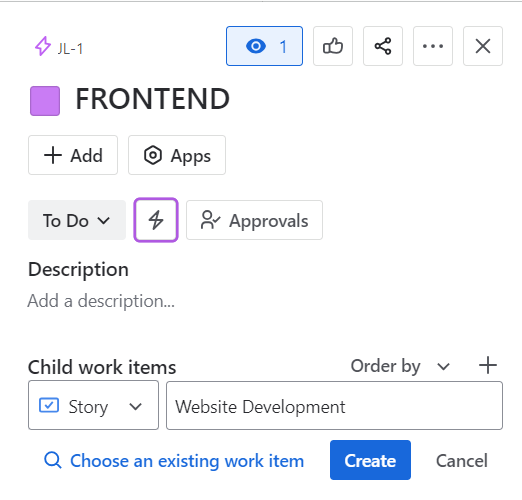 JL-1
1
FRONTEND
Add
Apps
To Do
Approvals
Description
Add a description...
Child work items
Order by
Story
Website Development
Choose an existing work item
Create
Cancel